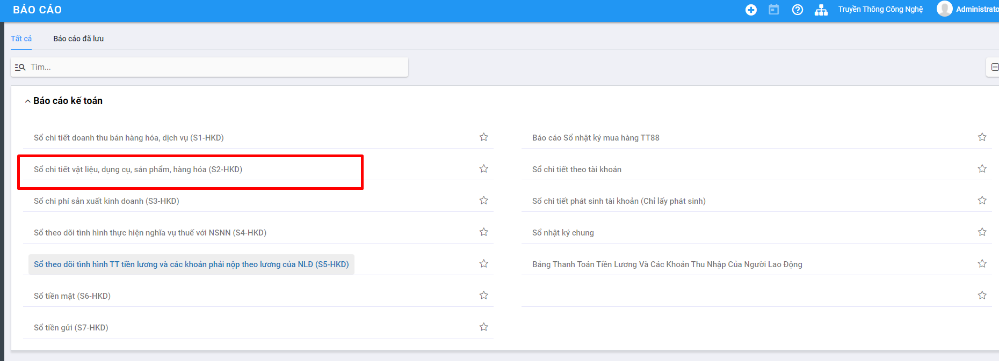 BÁO CÁO
Truyền Thông Công Nghệ
Administrato
Tất cả
Báo cáo đã lưu
Tìm...
Báo cáo kế toán
Sổ chi tiết doanh thu bán hàng hóa, dịch vụ (S1-HKD)
Báo cáo Sổ nhật ký mua hàng TT88
Sổ chi tiết vật liệu, dụng cụ, sản phẩm, hàng hóa (S2-HKD)
Sổ chi tiết theo tài khoản
Sổ chi phí sản xuất kinh doanh (S3-HKD)
Sổ chi tiết phát sinh tài khoản (Chỉ lấy phát sinh)
Sổ theo dõi tình hình thực hiện nghĩa vụ thuế với NSNN (S4-HKD)
Sổ nhật ký chung
Sổ theo dõi tình hình TT tiền lương và các khoản phải nộp theo lương của NLĐ (S5-HKD)
Bảng Thanh Toán Tiền Lương Và Các Khoản Thu Nhập Của Người Lao Động
Sổ tiền mặt (S6-HKD)
Sổ tiền gửi (S7-HKD)